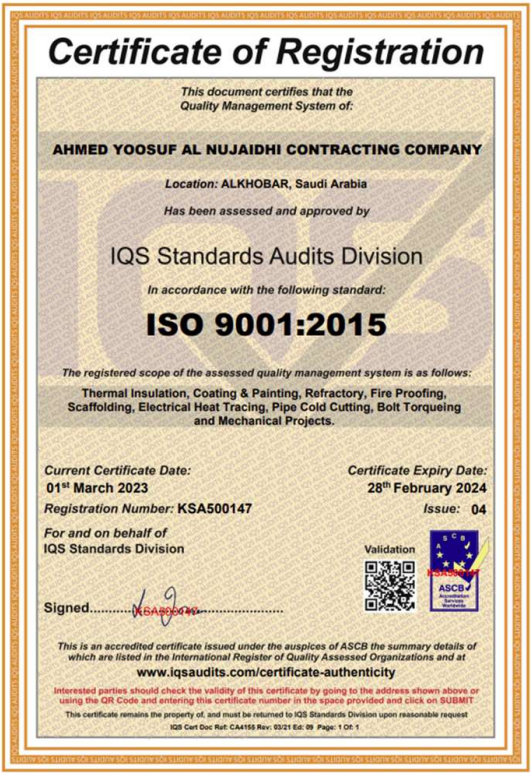 Certificate of Registration
This document certifies that the
Quality Management System of:
AHMED YOOSUF AL NUJAIDHI CONTRACTING COMPANY
Location: ALKHOBAR, Saudi Arabia
Has been assessed and approved by
IQS Standards Audits Division
In accordance with the following standard:
ISO 9001:2015
The registered scope of the assessed quality management system is as follows:
Thermal Insulation, Coating & Painting, Refractory, Fire Proofing,
Scaffolding, Electrical Heat Tracing, Pipe Cold Cutting, Bolt Torqueing
and Mechanical Projects.
Current Certificate Date:
01st March 2023
Certificate Expiry Date:
28th February 2024
Registration Number: KSA500147
Issue: 04
For and on behalf of
IQS Standards Division
Validation
ASCB
KSA500147
ASCB
Accreditation
Services
Worldwide
Signed..............................................
KSA500147
This is an accredited certificate issued under the auspices of ASCB the summary details of
which are listed in the International Register of Quality Assessed Organizations and at
www.iqsaudits.com/certificate-authenticity
Interested parties should check the validity of this certificate by going to the address shown above or
using the QR Code and entering this certificate number in the space provided and click on SUBMIT
This certificate remains the property of, and must be returned to IQS Standards Division upon reasonable request
IQS Cert Doc Ref: CA4155 Rev: 03/21 Ed: 09 Page: 1 Of: 1